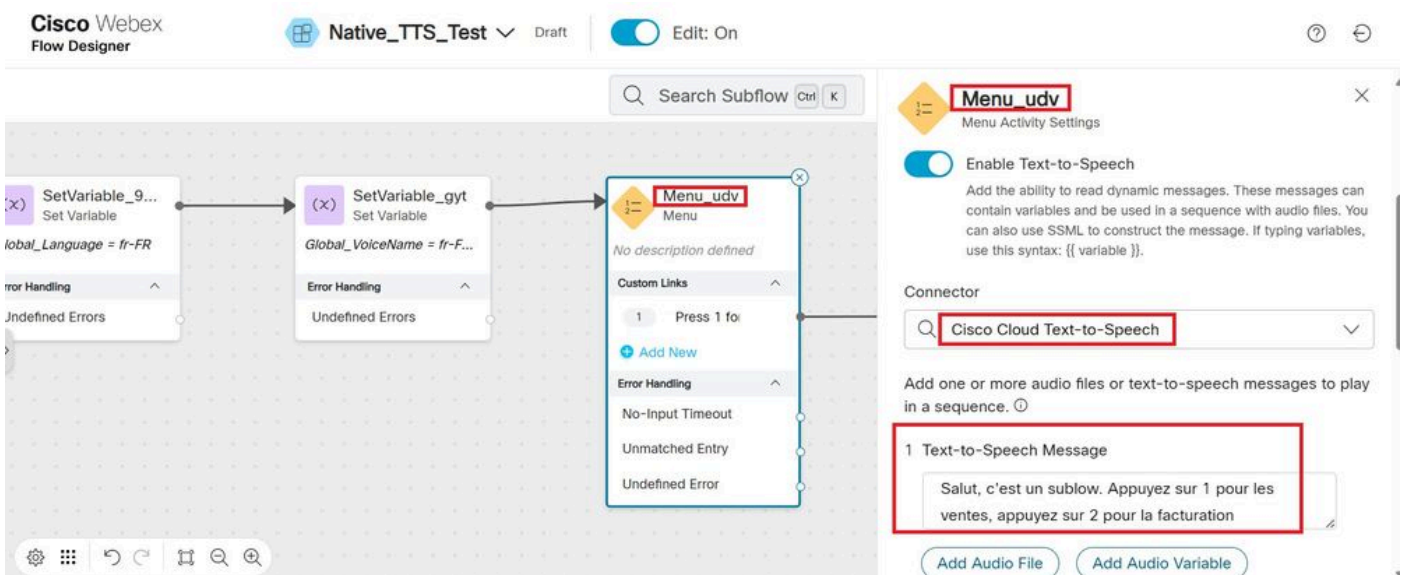 Cisco Webex
Flow Designer
Native_TTS_Test
Draft
Edit: On
Search Subflow Ctrl K
SetVariable_9...
Set Variable
lobal_Language = fr-FR
rror Handling
Undefined Errors
SetVariable_gyt
Set Variable
Global_VoiceName = fr-F...
Error Handling
Undefined Errors
Menu_udv
Menu
No description defined
Custom Links
1 Press 1 for
Add New
Error Handling
No-Input Timeout
Unmatched Entry
Undefined Error
Menu_udv
Menu Activity Settings
Enable Text-to-Speech
Add the ability to read dynamic messages. These messages can
contain variables and be used in a sequence with audio files. You
can also use SSML to construct the message. If typing variables,
use this syntax: {{ variable }}.
Connector
Cisco Cloud Text-to-Speech
Add one or more audio files or text-to-speech messages to play
in a sequence.
1 Text-to-Speech Message
Salut, c'est un sublow. Appuyez sur 1 pour les
ventes, appuyez sur 2 pour la facturation
Add Audio File
Add Audio Variable